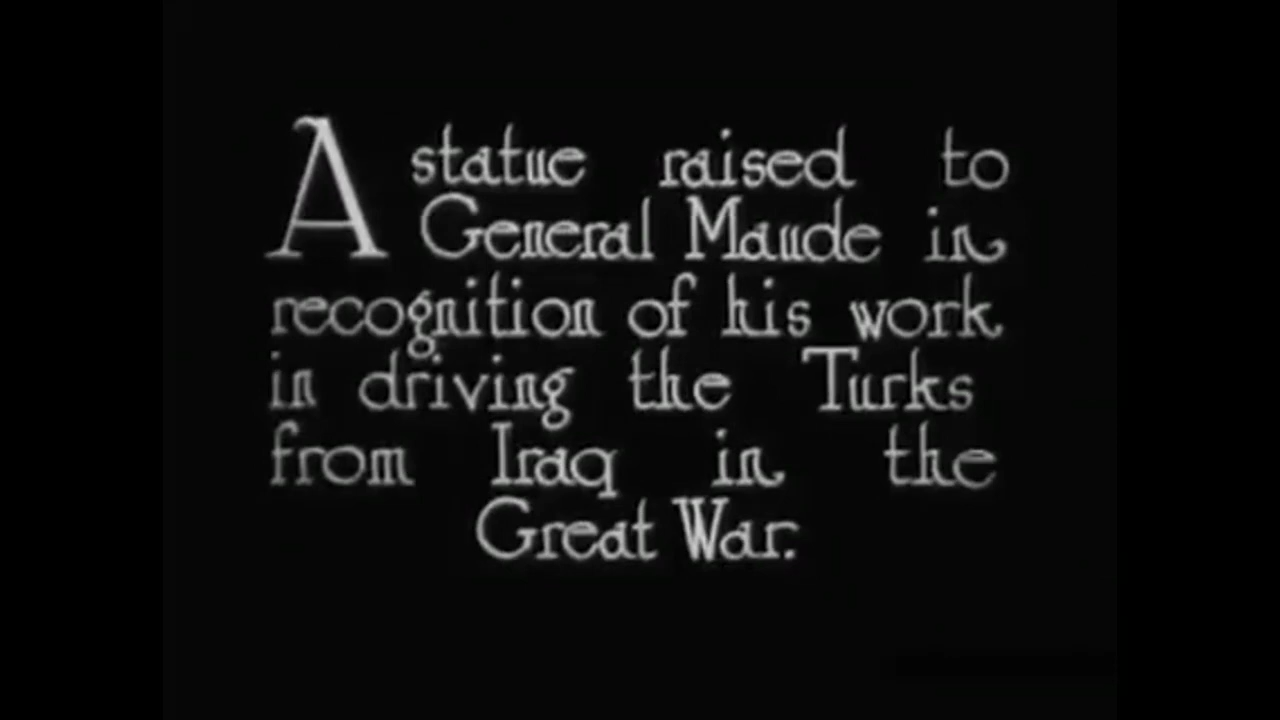 A statue raised to
General Maude in
recognition of his work
in driving the Turks
from Iraq in the
Great War.